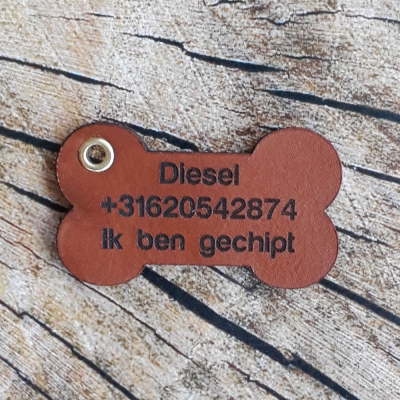 Diesel
+31620542874
Ik ben gechipt